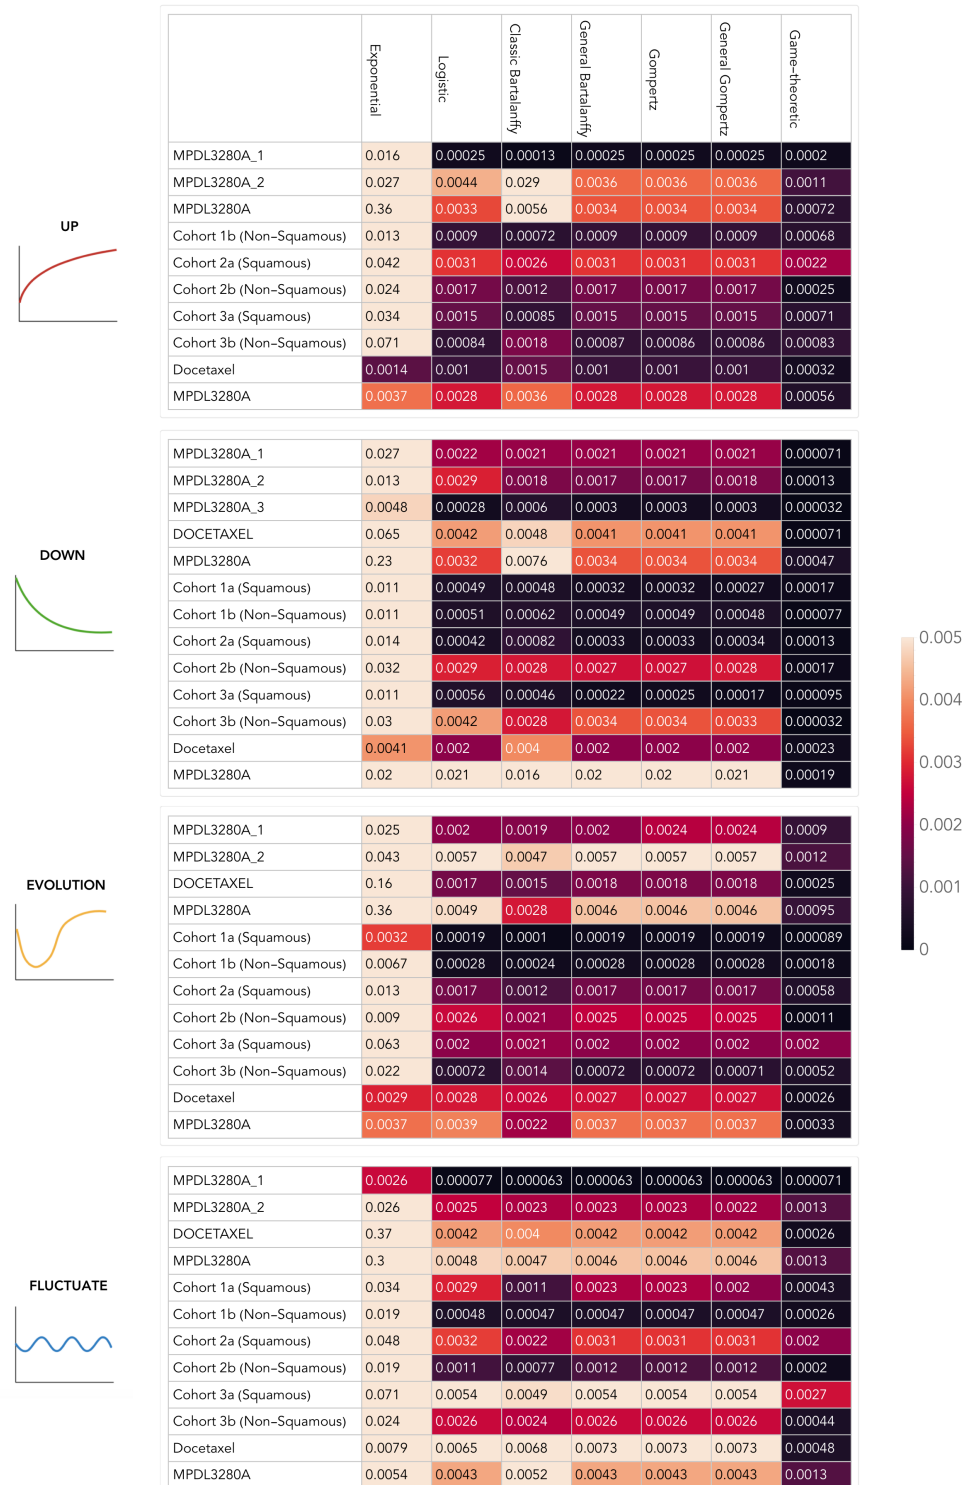 Exponential Logistic Classic Bartalanffy General Bartalanffy Gompertz General Gompertz Game-theoretic
UP
MPDL3280A_1 0.016 0.00025 0.00013 0.00025 0.00025 0.00025 0.0002
MPDL3280A_2 0.027 0.0044 0.029 0.0036 0.0036 0.0036 0.0011
MPDL3280A 0.36 0.0033 0.0056 0.0034 0.0034 0.0034 0.00072
Cohort 1b (Non-Squamous) 0.013 0.0009 0.00072 0.0009 0.0009 0.0009 0.00068
Cohort 2a (Squamous) 0.042 0.0031 0.0026 0.0031 0.0031 0.0031 0.0022
Cohort 2b (Non-Squamous) 0.024 0.0017 0.0012 0.0017 0.0017 0.0017 0.00025
Cohort 3a (Squamous) 0.034 0.0015 0.00085 0.0015 0.0015 0.0015 0.00071
Cohort 3b (Non-Squamous) 0.071 0.00084 0.0018 0.00087 0.00086 0.00086 0.00083
Docetaxel 0.0014 0.001 0.0015 0.001 0.001 0.001 0.00032
MPDL3280A 0.0037 0.0028 0.0036 0.0028 0.0028 0.0028 0.00056
DOWN
MPDL3280A_1 0.027 0.0022 0.0021 0.0021 0.0021 0.0021 0.000071
MPDL3280A_2 0.013 0.0029 0.0018 0.0017 0.0017 0.0018 0.00013
MPDL3280A_3 0.0048 0.00028 0.0006 0.0003 0.0003 0.0003 0.000032
DOCETAXEL 0.065 0.0042 0.0048 0.0041 0.0041 0.0041 0.000071
MPDL3280A 0.23 0.0032 0.0076 0.0034 0.0034 0.0034 0.00047
Cohort 1a (Squamous) 0.011 0.00049 0.00048 0.00032 0.00032 0.00027 0.00017
Cohort 1b (Non-Squamous) 0.011 0.00051 0.00062 0.00049 0.00049 0.00048 0.000077
Cohort 2a (Squamous) 0.014 0.00042 0.00082 0.00033 0.00033 0.00034 0.00013
Cohort 2b (Non-Squamous) 0.032 0.0029 0.0028 0.0027 0.0027 0.0028 0.00017
Cohort 3a (Squamous) 0.011 0.00056 0.00046 0.00022 0.00025 0.00017 0.000095
Cohort 3b (Non-Squamous) 0.03 0.0042 0.0028 0.0034 0.0034 0.0033 0.000032
Docetaxel 0.0041 0.002 0.004 0.002 0.002 0.002 0.00023
MPDL3280A 0.02 0.021 0.016 0.02 0.02 0.021 0.00019
EVOLUTION
MPDL3280A_1 0.025 0.002 0.0019 0.002 0.0024 0.0024 0.0009
MPDL3280A_2 0.043 0.0057 0.0047 0.0057 0.0057 0.0057 0.0012
DOCETAXEL 0.16 0.0017 0.0015 0.0018 0.0018 0.0018 0.00025
MPDL3280A 0.36 0.0049 0.0028 0.0046 0.0046 0.0046 0.00095
Cohort 1a (Squamous) 0.0032 0.00019 0.0001 0.00019 0.00019 0.00019 0.000089
Cohort 1b (Non-Squamous) 0.0067 0.00028 0.00024 0.00028 0.00028 0.00028 0.00018
Cohort 2a (Squamous) 0.013 0.0017 0.0012 0.0017 0.0017 0.0017 0.00058
Cohort 2b (Non-Squamous) 0.009 0.0026 0.0021 0.0025 0.0025 0.0025 0.00011
Cohort 3a (Squamous) 0.063 0.002 0.0021 0.002 0.002 0.002 0.002
Cohort 3b (Non-Squamous) 0.022 0.00072 0.0014 0.00072 0.00072 0.00071 0.00052
Docetaxel 0.0029 0.0028 0.0026 0.0027 0.0027 0.0027 0.00026
MPDL3280A 0.0037 0.0039 0.0022 0.0037 0.0037 0.0037 0.00033
FLUCTUATE
MPDL3280A_1 0.0026 0.000077 0.000063 0.000063 0.000063 0.000063 0.000071
MPDL3280A_2 0.026 0.0025 0.0023 0.0023 0.0023 0.0022 0.0013
DOCETAXEL 0.37 0.0042 0.004 0.0042 0.0042 0.0042 0.00026
MPDL3280A 0.3 0.0048 0.0047 0.0046 0.0046 0.0046 0.0013
Cohort 1a (Squamous) 0.034 0.0029 0.0011 0.0023 0.0023 0.002 0.00043
Cohort 1b (Non-Squamous) 0.019 0.00048 0.00047 0.00047 0.00047 0.00047 0.00026
Cohort 2a (Squamous) 0.048 0.0032 0.0022 0.0031 0.0031 0.0031 0.002
Cohort 2b (Non-Squamous) 0.019 0.0011 0.00077 0.0012 0.0012 0.0012 0.0002
Cohort 3a (Squamous) 0.071 0.0054 0.0049 0.0054 0.0054 0.0054 0.0027
Cohort 3b (Non-Squamous) 0.024 0.0026 0.0024 0.0026 0.0026 0.0026 0.00044
Docetaxel 0.0079 0.0065 0.0068 0.0073 0.0073 0.0073 0.00048
MPDL3280A 0.0054 0.0043 0.0052 0.0043 0.0043 0.0043 0.0013
0.005
0.004
0.003
0.002
0.001
0